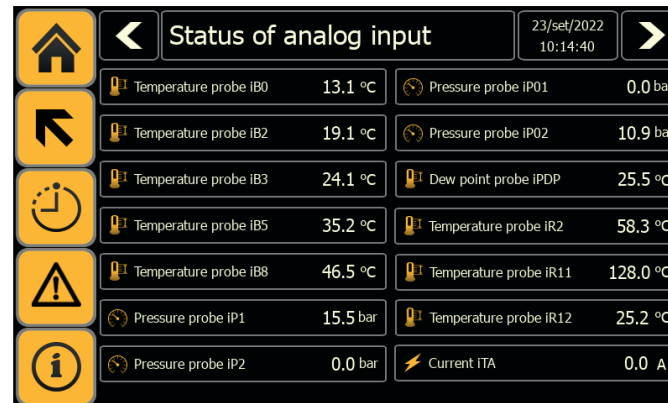 Status of analog input
23/set/2022
10:14:40
Temperature probe iB0 13.1 °C
Pressure probe iP01 0.0 ba
Temperature probe iB2 19.1 °C
Pressure probe iP02 10.9 ba
Temperature probe iB3 24.1 °C
Dew point probe iPDP 25.5 °C
Temperature probe iB5 35.2 °C
Temperature probe iR2 58.3 °C
Temperature probe iB8 46.5 °C
Temperature probe iR11 128.0 °C
Pressure probe iP1 15.5 bar
Temperature probe iR12 25.2 °C
Pressure probe iP2 0.0 bar
Current iTA 0.0 A